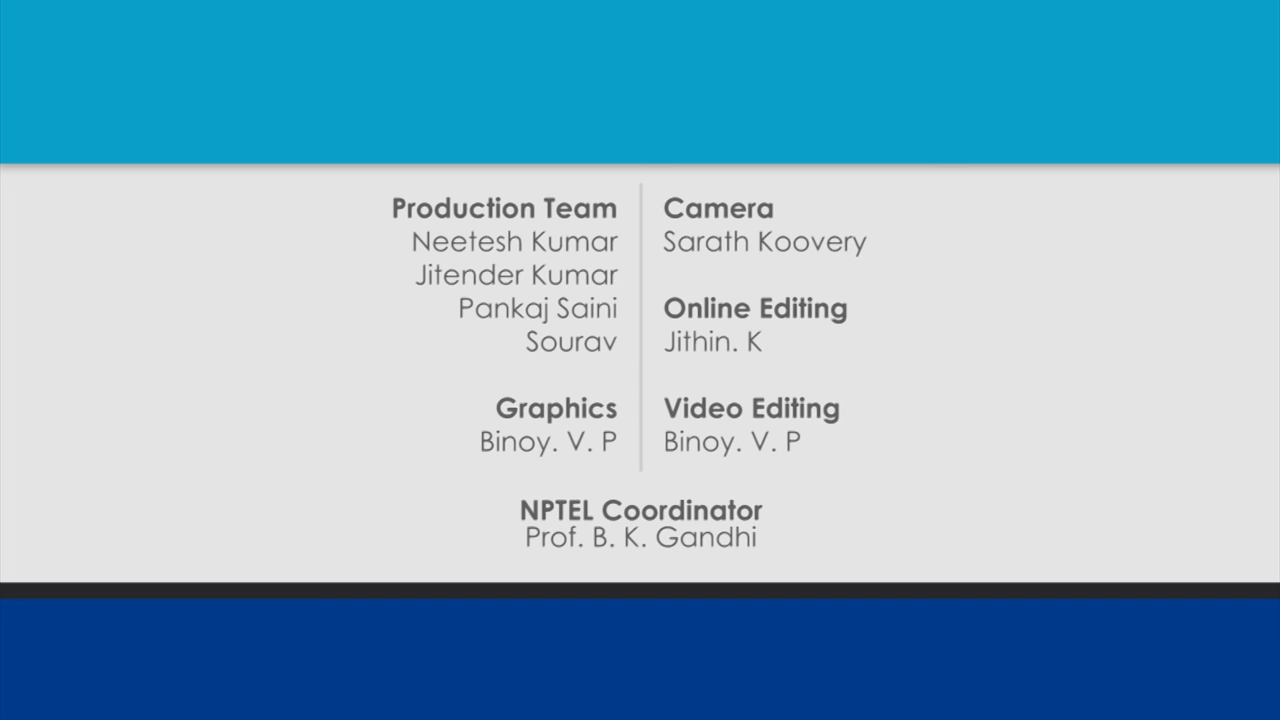 Production Team
Neetesh Kumar
Jitender Kumar
Pankaj Saini
Sourav
Graphics
Binoy. V. P
Camera
Sarath Koovery
Online Editing
Jithin. K
Video Editing
Binoy. V. P
NPTEL Coordinator
Prof. B. K. Gandhi